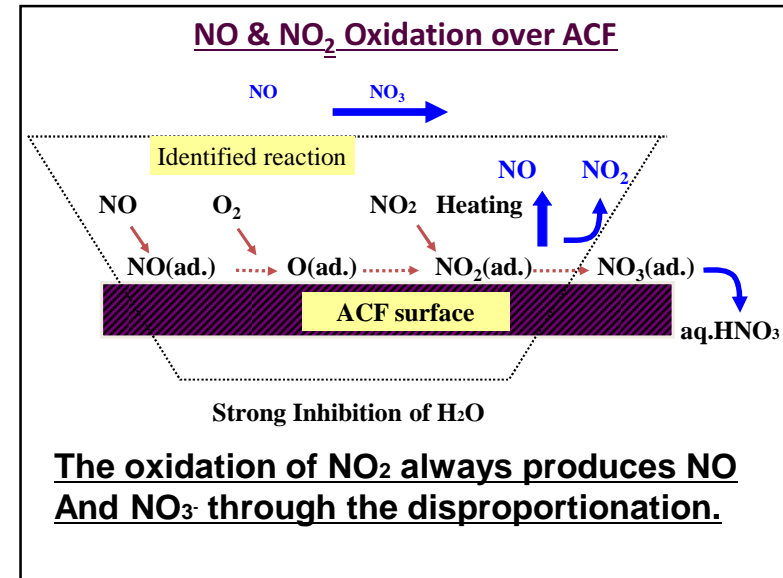 NO & NO₂ Oxidation over ACF
NO NO₃
Identified reaction
NO NO₂
NO O₂ NO₂ Heating
NO(ad.) O(ad.) NO₂(ad.) NO₃(ad.)
ACF surface
aq.HNO₃
Strong Inhibition of H₂O
The oxidation of NO₂ always produces NO
And NO₃- through the disproportionation.